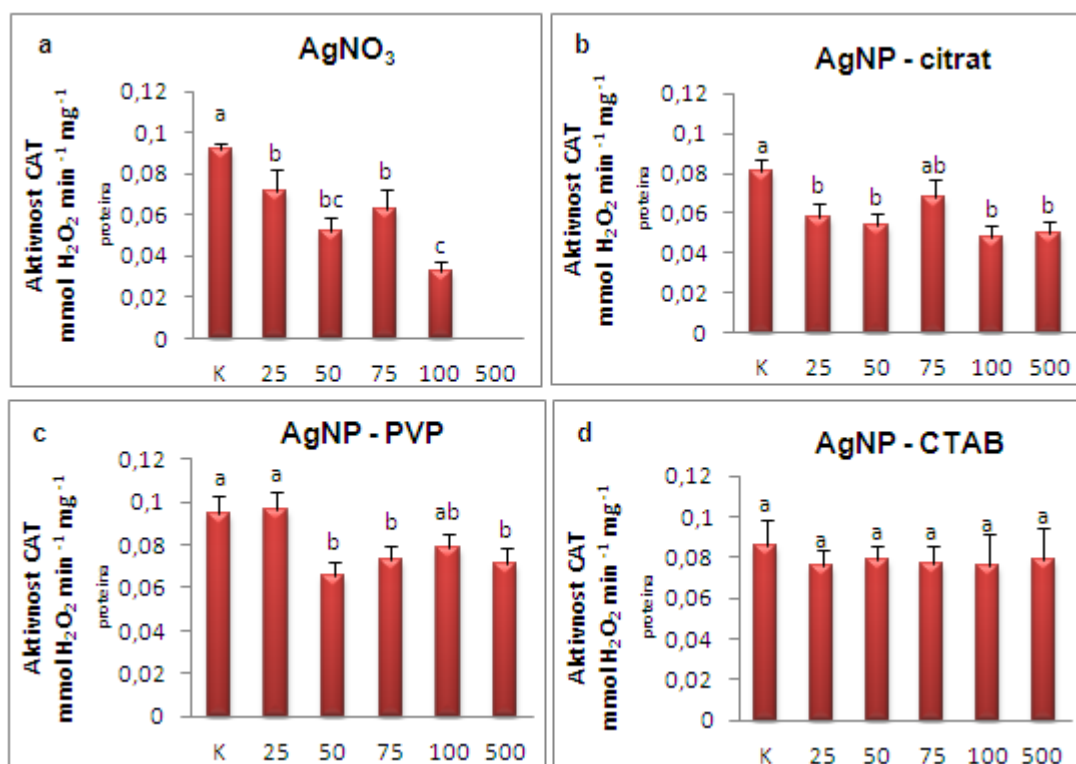 a
AgNO₃
Aktivnost CAT
mmol H₂O₂ min ⁻¹ mg⁻¹
proteina
0,12
0,1
0,08
0,06
0,04
0,02
0
a
b
bc
b
c
K 25 50 75 100 500
b
AgNP - citrat
Aktivnost CAT
mmol H₂O₂ min ⁻¹ mg⁻¹
proteina
0,12
0,1
0,08
0,06
0,04
0,02
0
a
b
b
ab
b
b
K 25 50 75 100 500
c
AgNP - PVP
Aktivnost CAT
mmol H₂O₂ min ⁻¹ mg⁻¹
proteina
0,12
0,1
0,08
0,06
0,04
0,02
0
a
a
b
b
ab
b
K 25 50 75 100 500
d
AgNP - CTAB
Aktivnost CAT
mmol H₂O₂ min ⁻¹ mg⁻¹
proteina
0,12
0,1
0,08
0,06
0,04
0,02
0
a
a
a
a
a
a
K 25 50 75 100 500